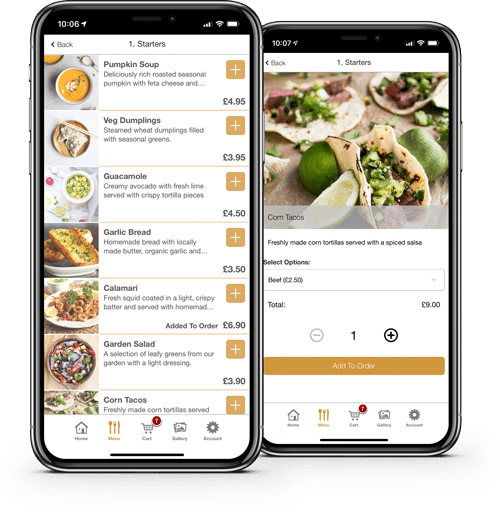 10:06
Back
1. Starters
Pumpkin Soup
Deliciously rich roasted seasonal
pumpkin with feta cheese and...
£4.95
Veg Dumplings
Steamed wheat dumplings filled
with seasonal greens.
£3.95
Guacamole
Creamy avocado with fresh lime
served with crispy tortilla pieces
£4.50
Garlic Bread
Homemade bread with locally
made butter, organic garlic and...
£3.50
Calamari
Fresh squid coated in a light, crispy
batter and served with homemad...
Added To Order £6.90
Garden Salad
A selection of leafy greens from our
garden with a light dressing.
£3.90
Corn Tacos
Freshly made corn tortillas served
7
Home Menu Cart Gallery Account
10:07
Back
1. Starters
Corn Tacos
Freshly made corn tortillas served with a spiced salsa
Select Options:
Beef (£2.50)
Total: £9.00
1
Add To Order
7
Home Menu Cart Gallery Account